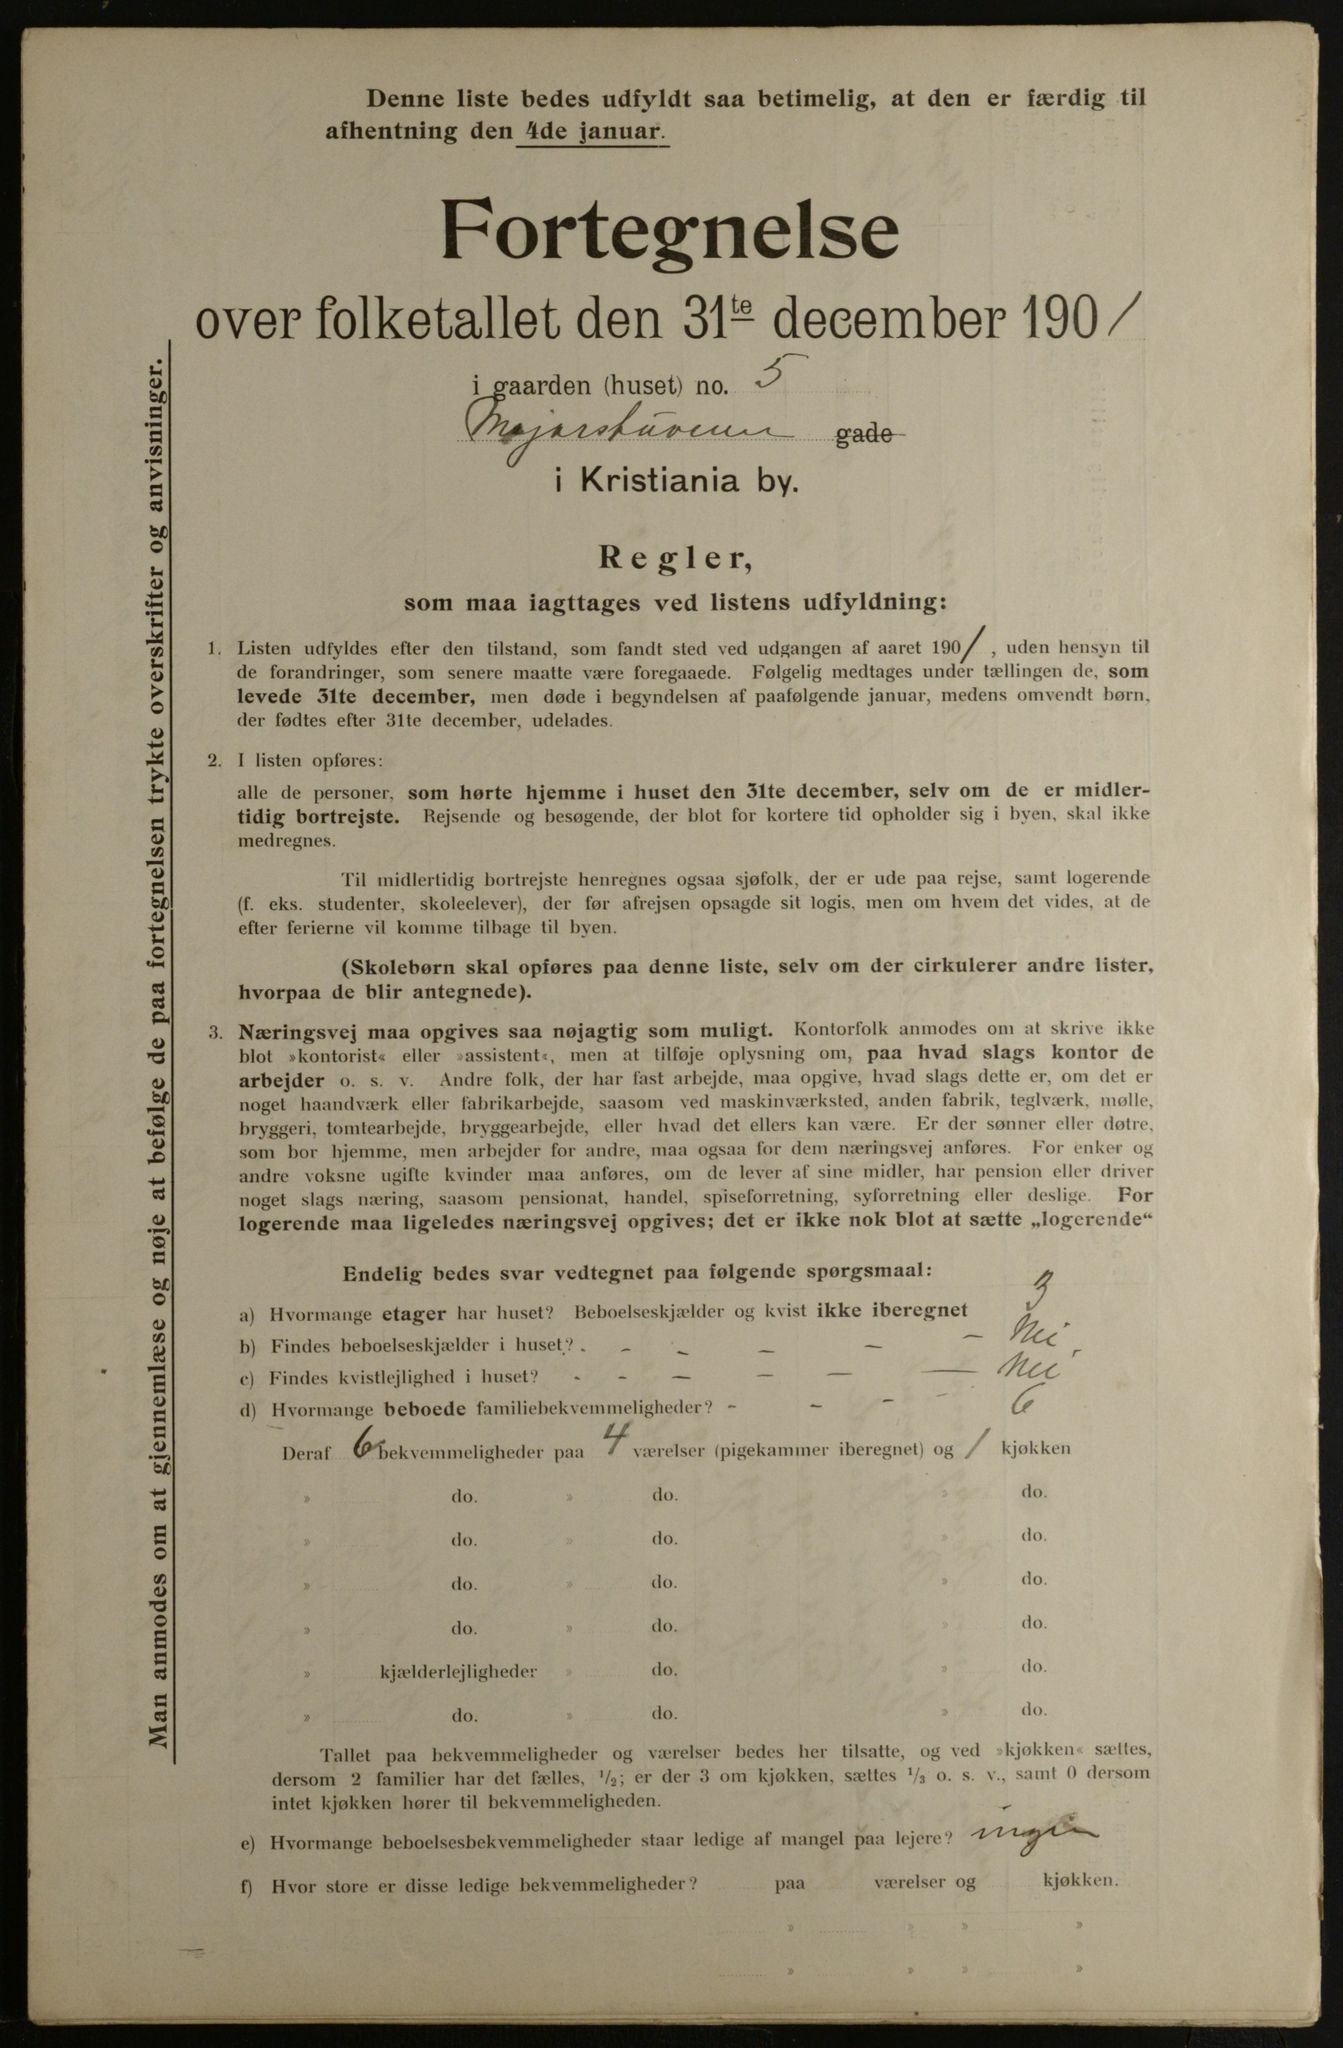 Denne liste bedes udfyldt saa betimelig, at den er færdig til
afhentning den 4de januar.
Fortegnelse
over folketallet den 31te december 1901
i gaarden (huset) no. 5
Majorstuveien gade
i Kristiania by.
Regler,
som maa iagttages ved listens udfyldning:
1. Listen udfyldes efter den tilstand, som fandt sted ved udgangen af aaret 1901, uden hensyn til
de forandringer, som senere maatte være foregaaede. Følgelig medtages under tællingen de, som
levede 31te december, men døde i begyndelsen af paafølgende januar, medens omvendt børn,
der fødtes efter 31te december, udelades.
2. I listen opføres:
alle de personer, som hørte hjemme i huset den 31te december, selv om de er midler-
tidig bortrejste. Rejsende og besøgende, der blot for kortere tid opholder sig i byen, skal ikke
medregnes.
Til midlertidig bortrejste henregnes ogsaa sjøfolk, der er ude paa rejse, samt logerende
(f. eks. studenter, skoleelever), der før afrejsen opsagde sit logis, men om hvem det vides, at de
efter ferierne vil komme tilbage til byen.
(Skolebørn skal opføres paa denne liste, selv om der cirkulerer andre lister,
hvorpaa de blir antegnede).
3. Næringsvej maa opgives saa nøjagtig som muligt. Kontorfolk anmodes om at skrive ikke
blot »kontorist« eller »assistent«, men at tilføje oplysning om, paa hvad slags kontor de
arbejder o. s. v. Andre folk, der har fast arbejde, maa opgive, hvad slags dette er, om det er
noget haandværk eller fabrikarbejde, saasom ved maskinværksted, anden fabrik, teglværk, mølle,
bryggeri, tomtearbejde, bryggearbejde, eller hvad det ellers kan være. Er der sønner eller døtre,
som bor hjemme, men arbejder for andre, maa ogsaa for dem næringsvej anføres. For enker og
andre voksne ugifte kvinder maa anføres, om de lever af sine midler, har pension eller driver
noget slags næring, saasom pensionat, handel, spiseforretning, syforretning eller deslige. For
logerende maa ligeledes næringsvej opgives; det er ikke nok blot at sætte „logerende“
Endelig bedes svar vedtegnet paa følgende spørgsmaal:
a) Hvormange etager har huset? Beboelseskjælder og kvist ikke iberegnet 3
b) Findes beboelseskjælder i huset? - - - - - Nei
c) Findes kvistlejlighed i huset? - - - - - - Nei
d) Hvormange beboede familiebekvemmeligheder? - - - - 6
Deraf 6 bekvemmeligheder paa 4 værelser (pigekammer iberegnet) og 1 kjøkken
» do. » do. » do.
» do. » do. » do.
» do. » do. » do.
» do. » do. » do.
» kjælderlejligheder » do. » do.
» do. » do. » do.
Tallet paa bekvemmeligheder og værelser bedes her tilsatte, og ved »kjøkken« sættes,
dersom 2 familier har det fælles, 1/2; er der 3 om kjøkken, sættes 1/3 o. s. v., samt 0 dersom
intet kjøkken hører til bekvemmeligheden.
e) Hvormange beboelsesbekvemmeligheder staar ledige af mangel paa lejere? ingen
f) Hvor store er disse ledige bekvemmeligheder? paa værelser og kjøkken.
» » » »
» » » »
Man anmodes om at gjennemlæse og nøje at befølge de paa fortegnelsen trykte overskrifter og anvisninger.